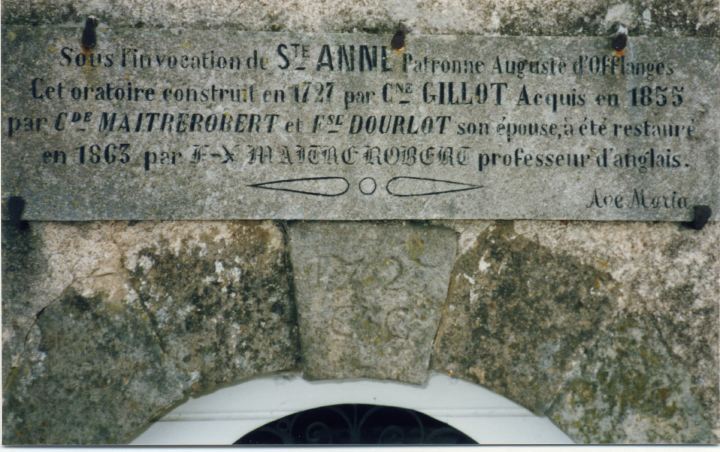 Sous l'invocation de STE ANNE Patronne Auguste d'Offlanges
Cet oratoire construit en 1727 par CNE GILLOT Acquis en 1855
par CDE MAITREROBERT et FSE DOURLOT son épouse, à été restauré
en 1863 par F-X MAITREROBERT professeur d'anglais.
Ave Maria
172